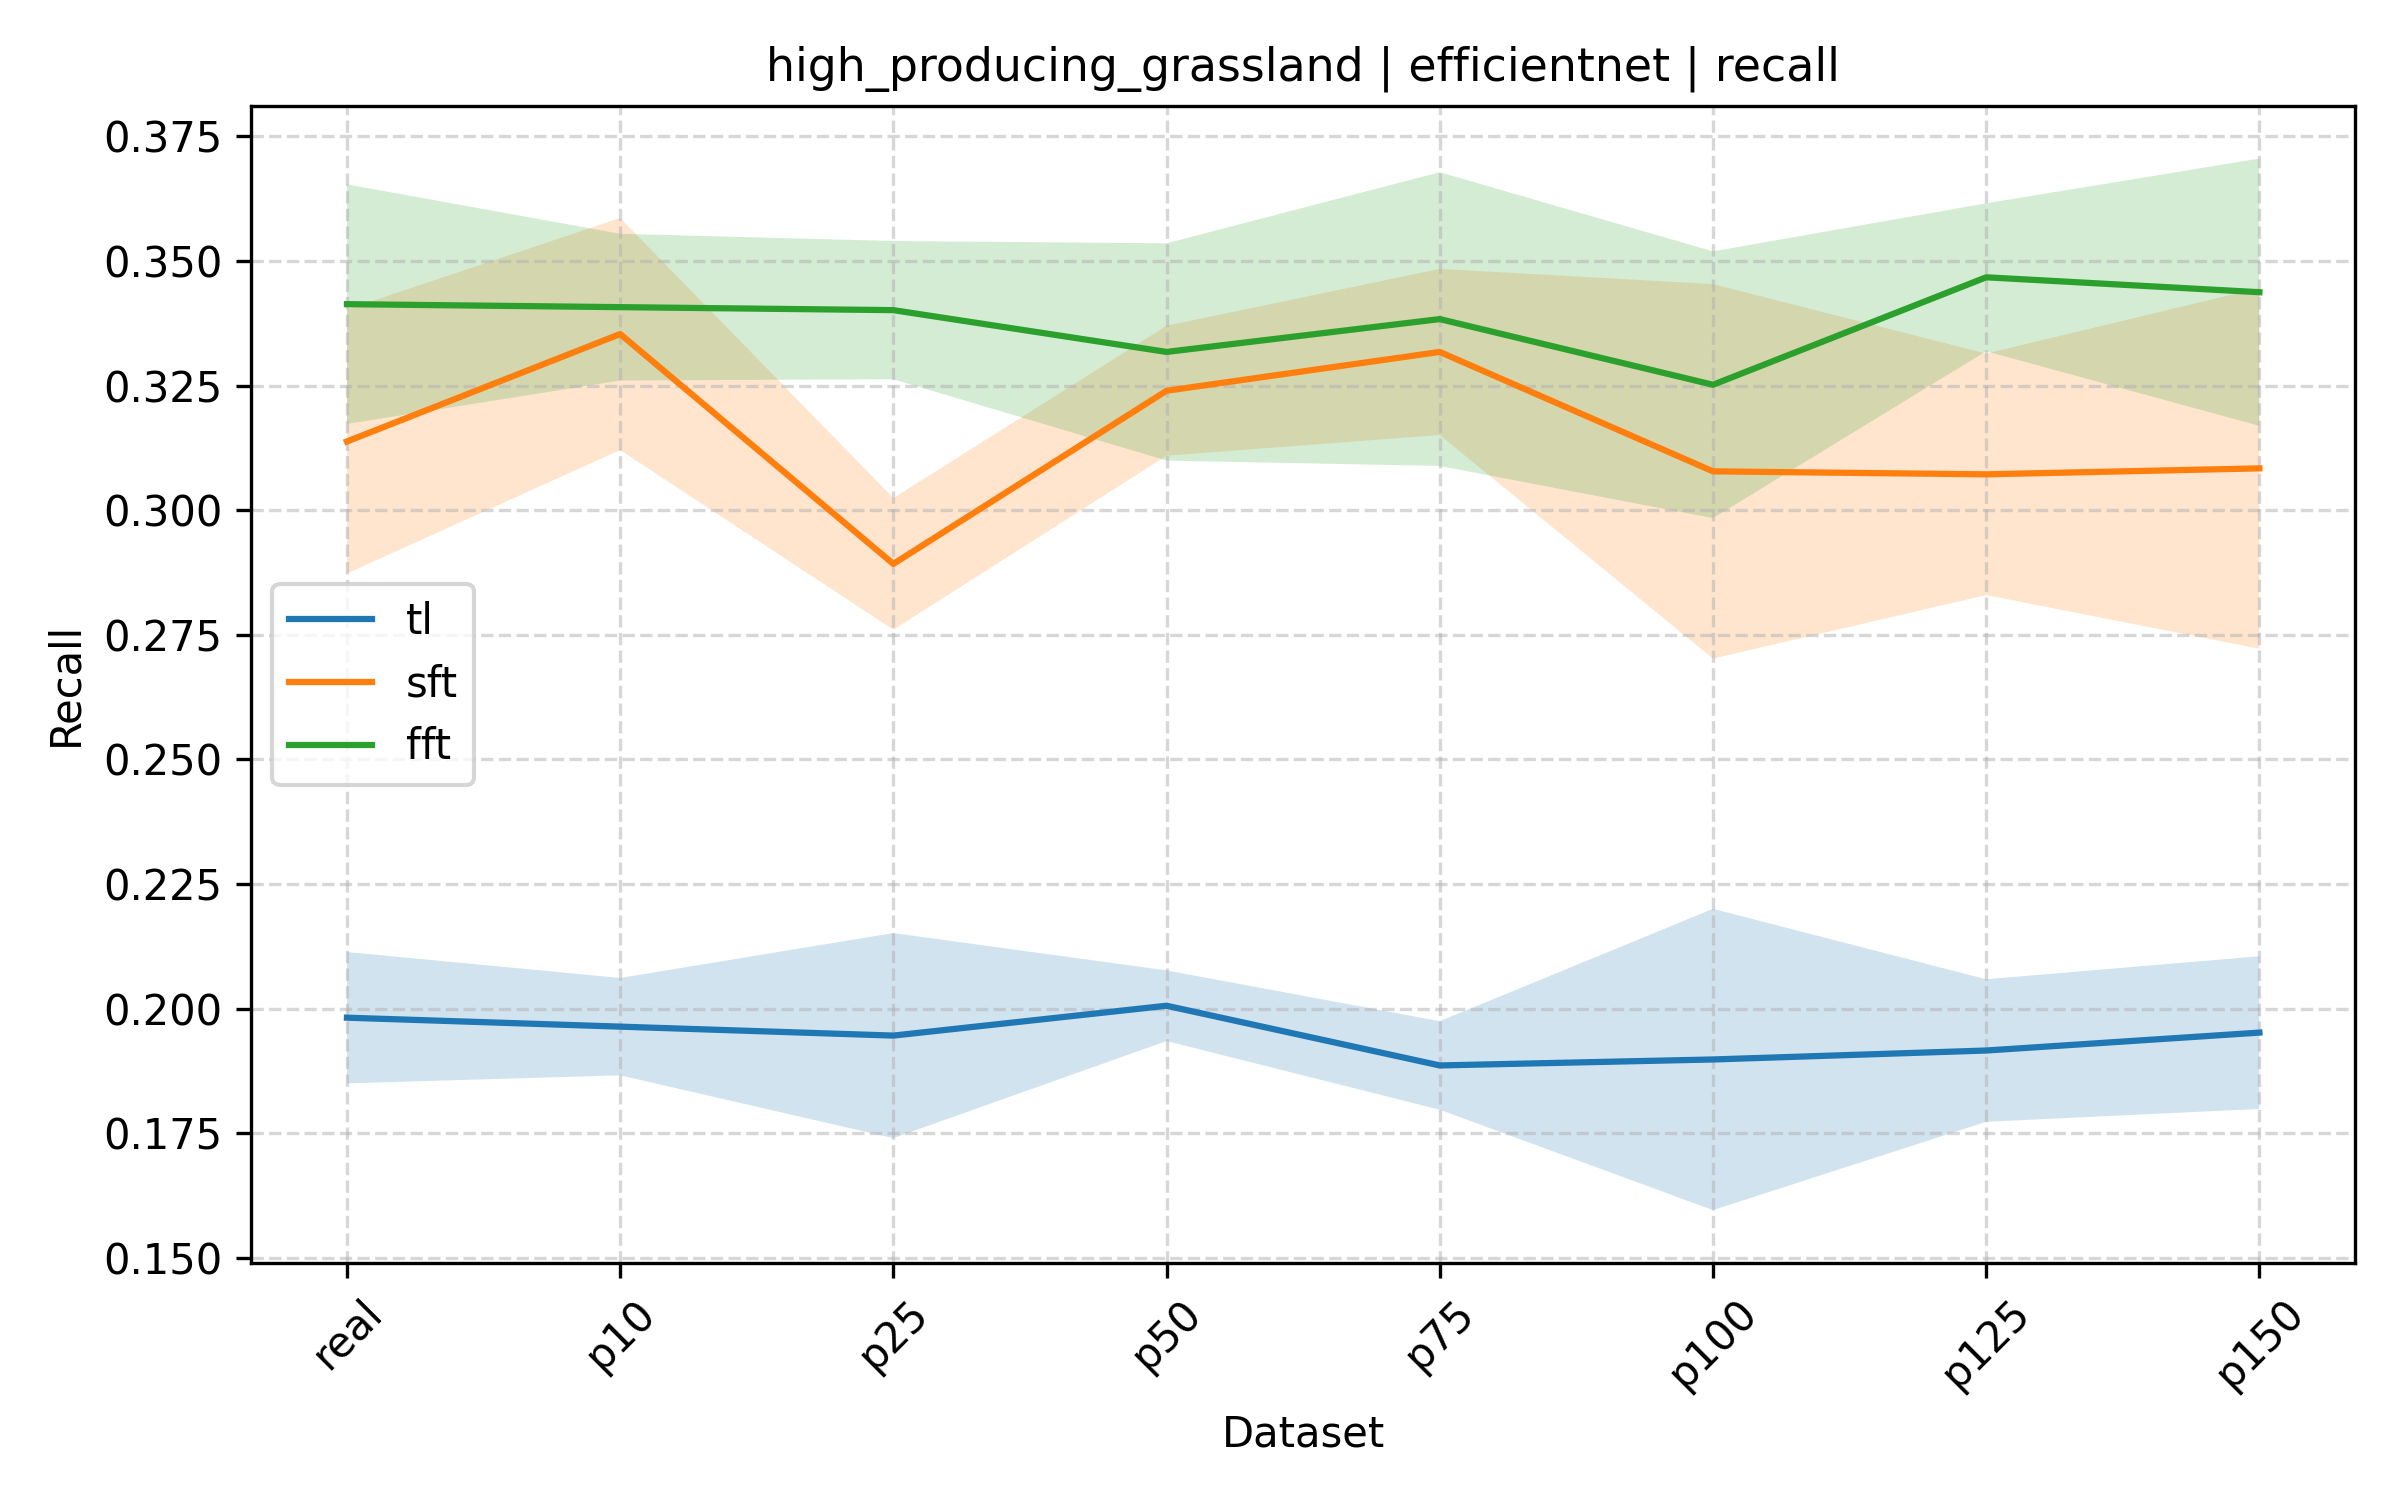 high_producing_grassland | efficientnet | recall
0.375
0.350
0.325
0.300
0.275
0.250
0.225
0.200
0.175
0.150
Recall
tl
sft
fft
real
p10
p25
p50
p75
p100
p125
p150
Dataset